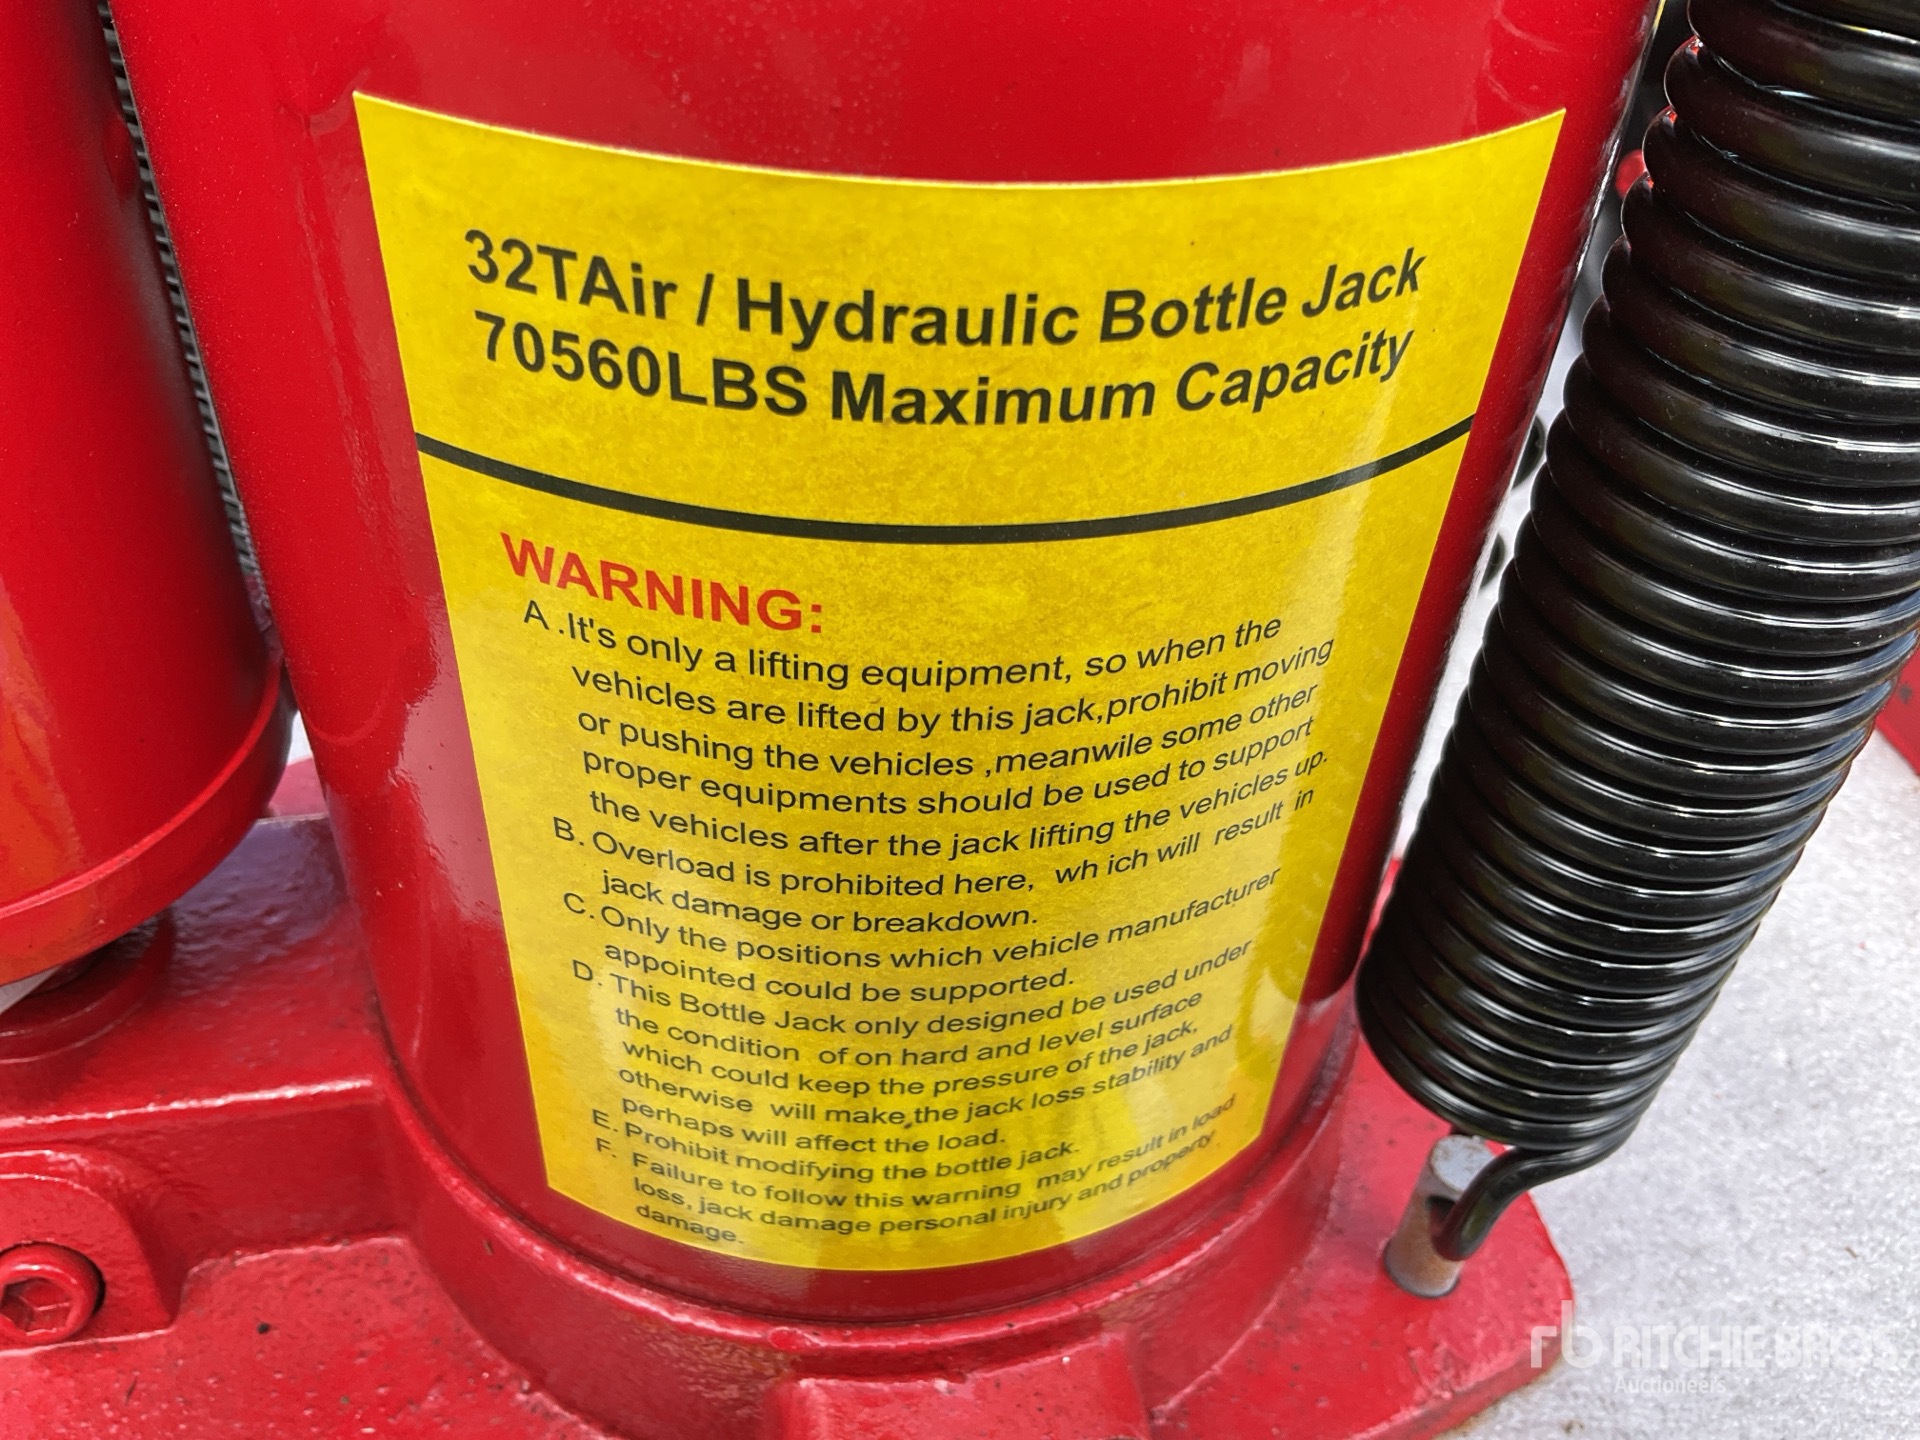 32TAir / Hydraulic Bottle Jack
70560LBS Maximum Capacity
WARNING:
A .It's only a lifting equipment, so when the
vehicles are lifted by this jack,prohibit moving
or pushing the vehicles ,meanwile some other
proper equipments should be used to support
the vehicles after the jack lifting the vehicles up.
B. Overload is prohibited here, wh ich will result in
jack damage or breakdown.
C. Only the positions which vehicle manufacturer
appointed could be supported.
D. This Bottle Jack only designed be used under
the condition of on hard and level surface
which could keep the pressure of the jack,
otherwise will make,the jack loss stability and
perhaps will affect the load.
E. Prohibit modifying the bottle jack.
F. Failure to follow this warning may result in load
loss, jack damage personal injury and property
damage.
rb RITCHIE BROS
Auctioneers